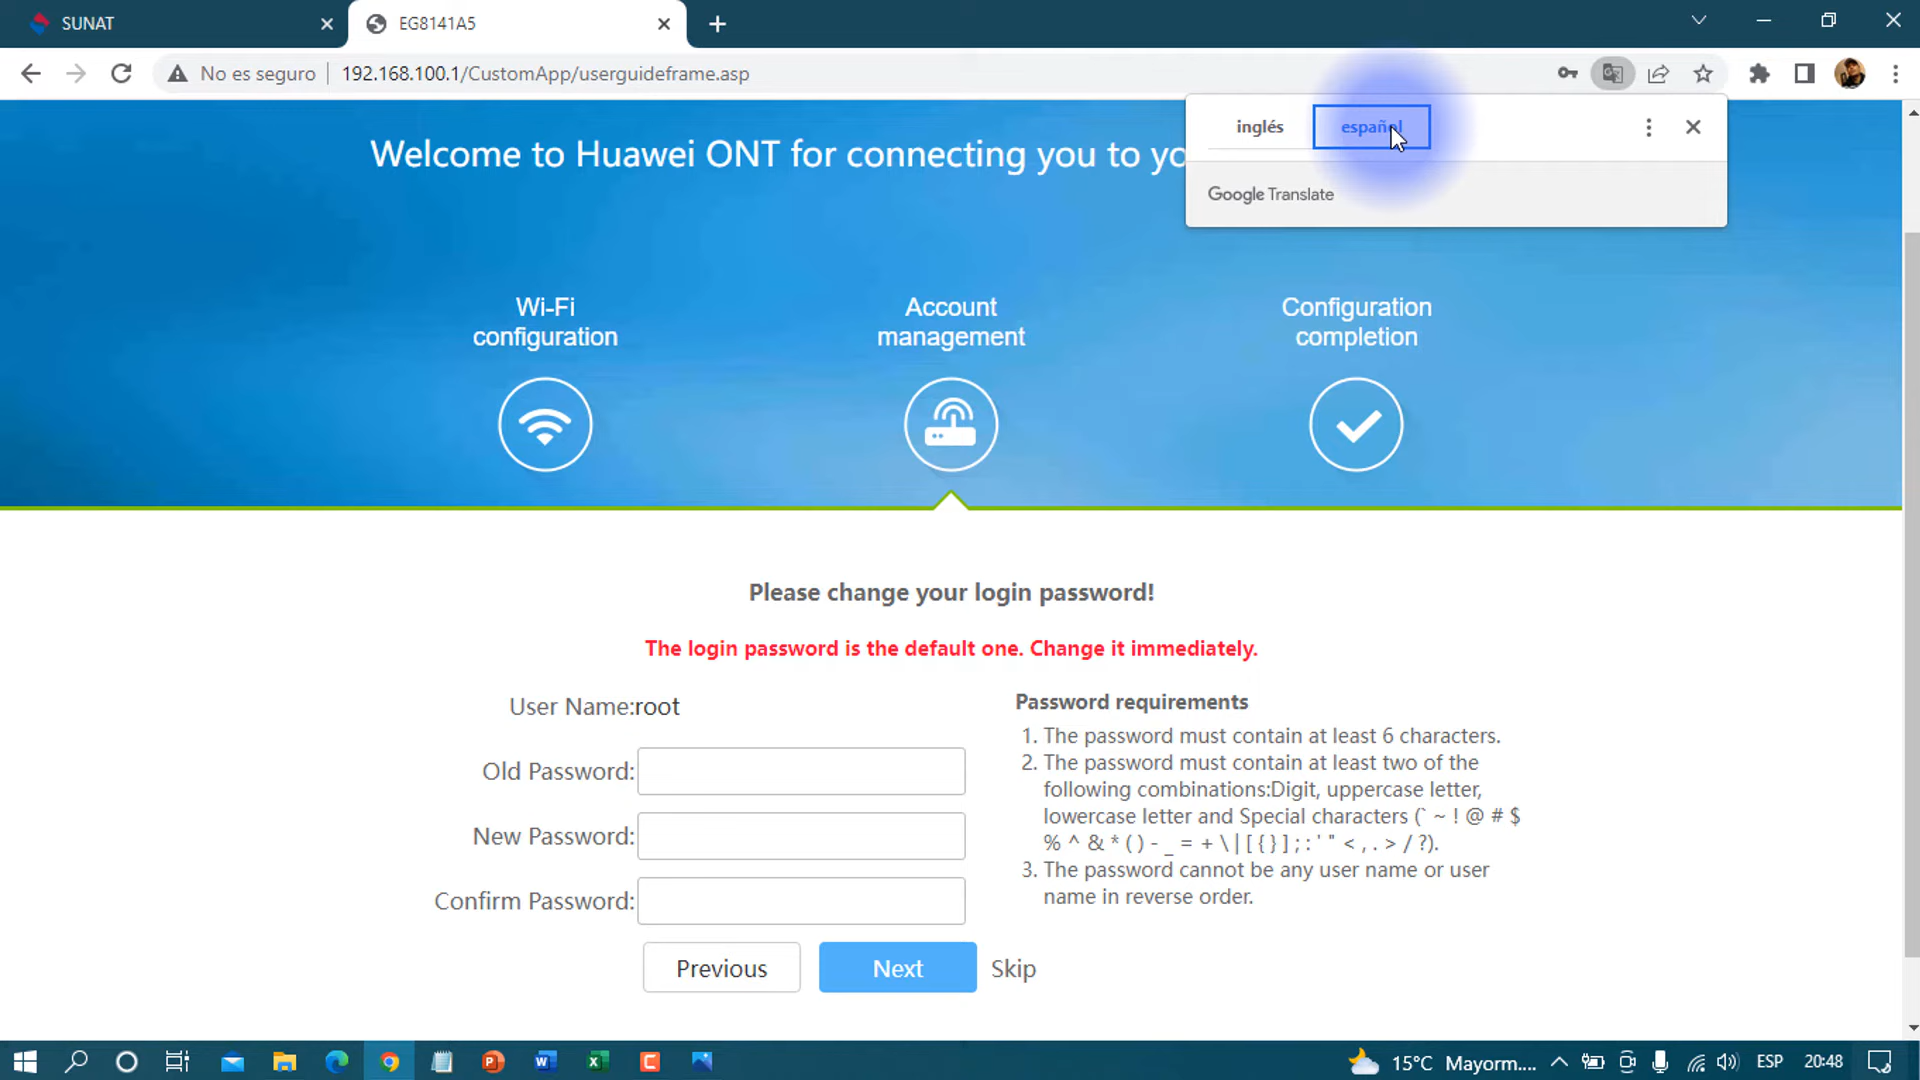 SUNAT
EG8141A5
No es seguro
192.168.100.1/CustomApp/userguideframe.asp
inglés
español
Google Translate
Welcome to Huawei ONT for connecting you to yo
Wi-Fi
configuration
Account
management
Configuration
completion
Please change your login password!
The login password is the default one. Change it immediately.
User Name:root
Old Password:
New Password:
Confirm Password:
Password requirements
1. The password must contain at least 6 characters.
2. The password must contain at least two of the
following combinations:Digit, uppercase letter,
lowercase letter and Special characters (` ~ ! @ # $
% ^ & * ( ) - _ = + \ | [ { } ] ; : ' " < , . > / ?).
3. The password cannot be any user name or user
name in reverse order.
Previous
Next
Skip
15°C Mayorm....
ESP
20:48